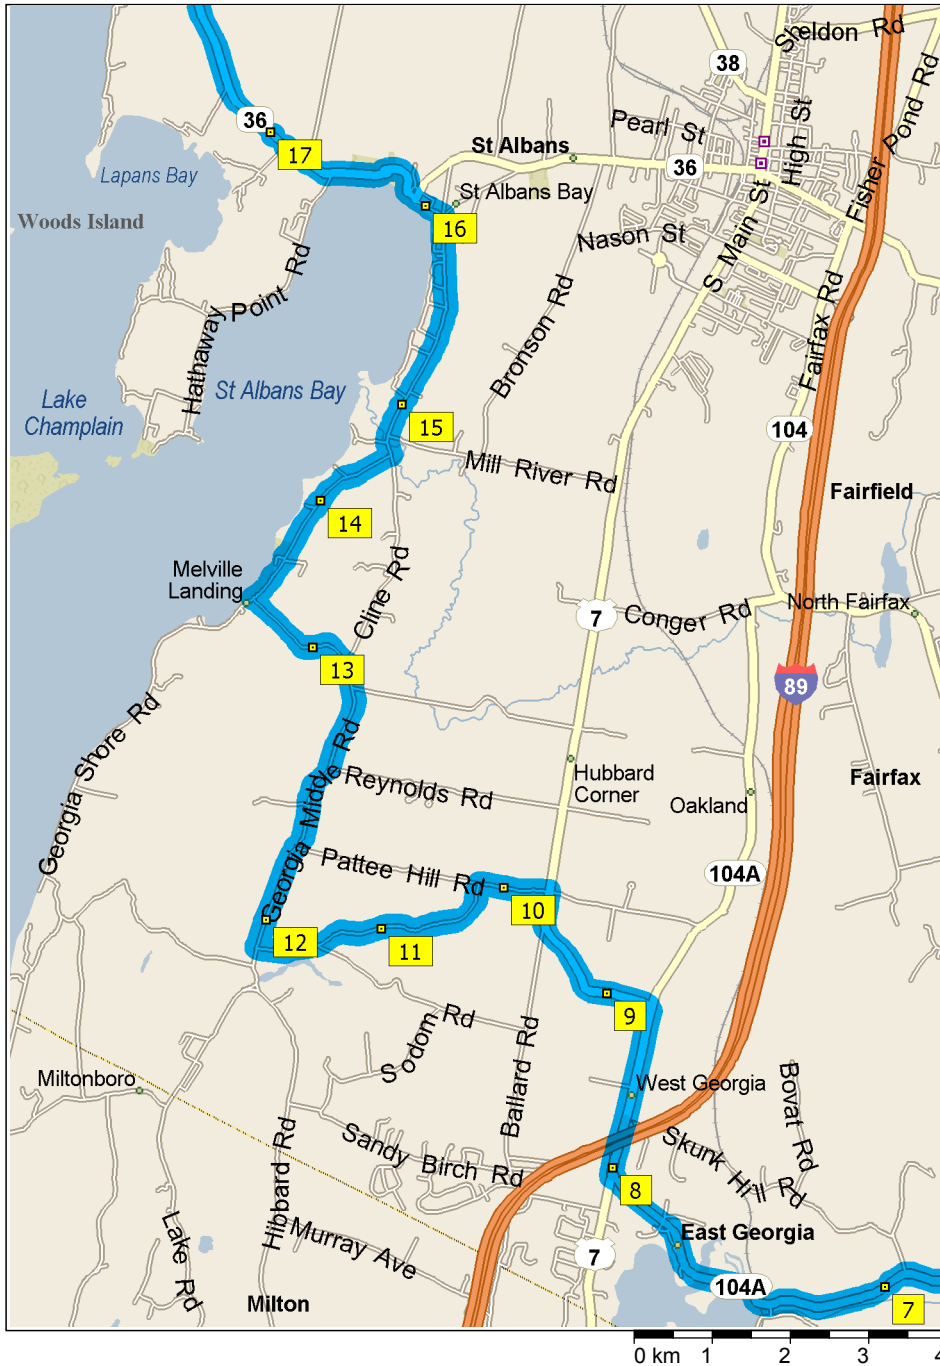 Sheldon Rd
38
Pond Rd
36
Pearl St
High St
St Albans
17
36
Lapans Bay
St Albans Bay
Fisher
Woods Island
16
Nason St
S Main St
Hathaway Point Rd
Bronson Rd
Fairfax Rd
St Albans Bay
Lake
Champlain
15
104
Mill River Rd
Fairfield
14
Melville
Landing
Cline Rd
7
Conger Rd
North Fairfax
13
89
Georgia Shore Rd
Georgia Middle Rd
Hubbard
Corner
Reynolds Rd
Oakland
Fairfax
Pattee Hill Rd
104A
10
12
11
9
Sodom Rd
Ballard Rd
Miltonboro
West Georgia
Bovat Rd
Hibbard Rd
Sandy Birch Rd
Skunk Hill Rd
8
Lake Rd
Murray Ave
East Georgia
7
104A
Milton
7
0 km 1 2 3 4